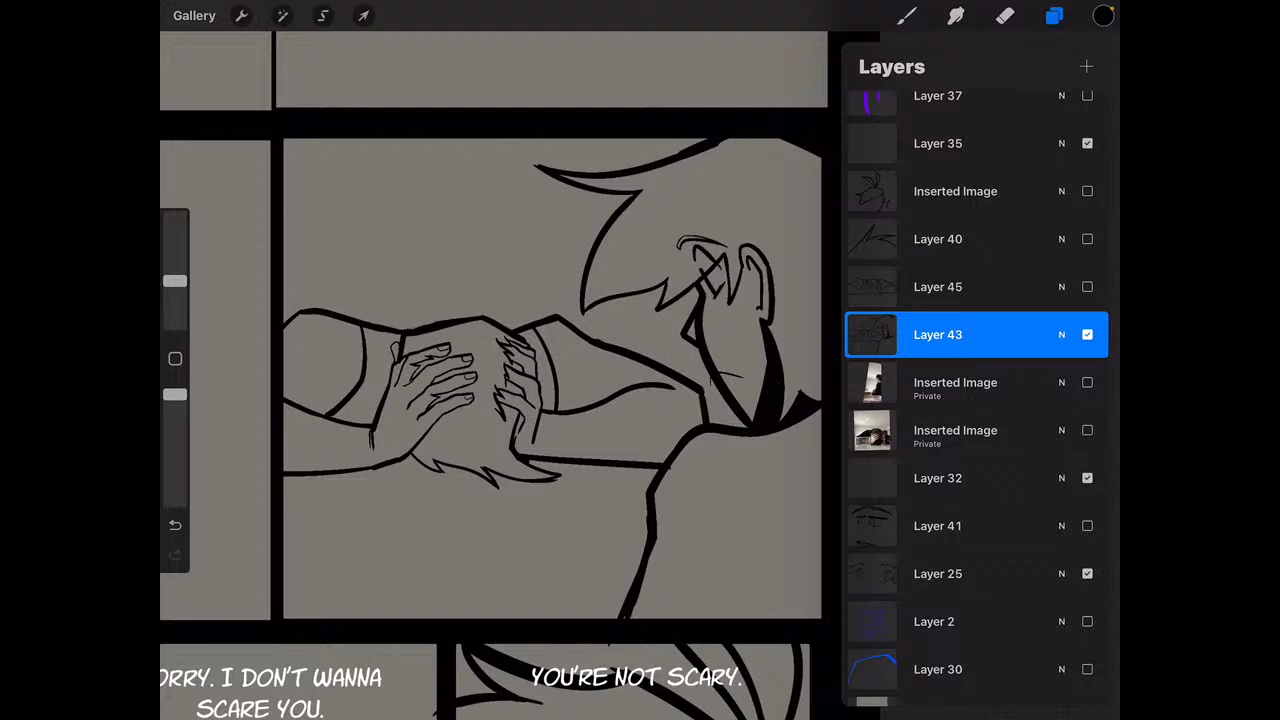 Gallery
Layers
Layer 37 N
Layer 35 N
Inserted Image N
Layer 40 N
Layer 45 N
Layer 43 N
Inserted Image N
Private
Inserted Image N
Private
Layer 32 N
Layer 41 N
Layer 25 N
Layer 2 N
Layer 30 N
ORRY. I DON'T WANNA
SCARE YOU.
YOU'RE NOT SCARY.